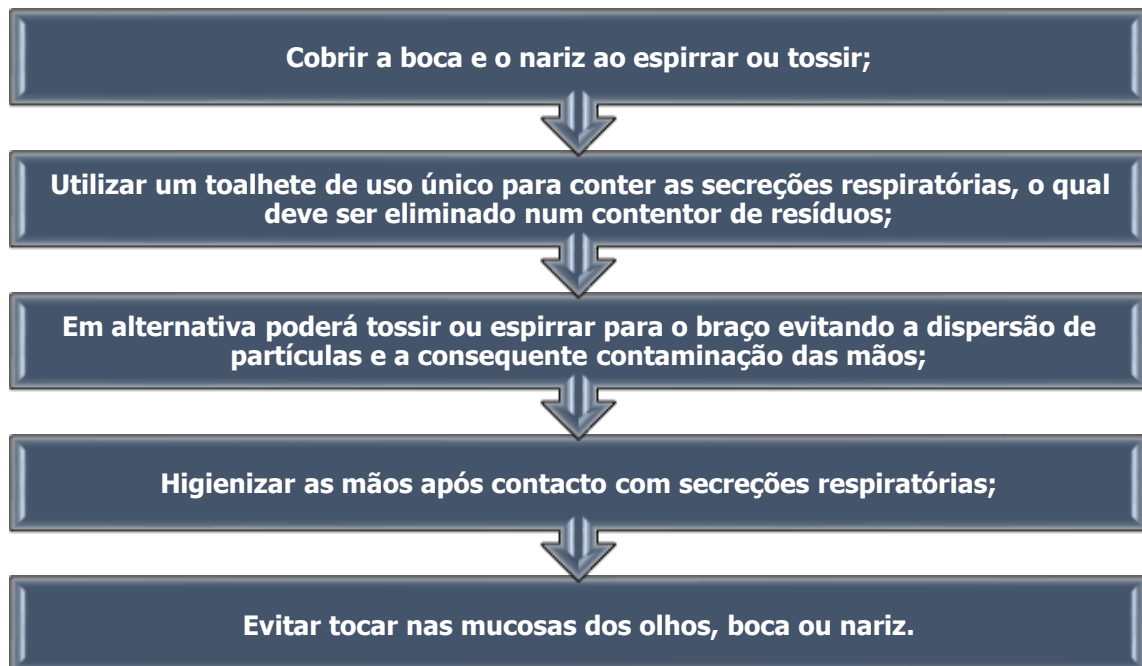 Cobrir a boca e o nariz ao espirrar ou tossir;
Utilizar um toalhete de uso único para conter as secreções respiratórias, o qual
deve ser eliminado num contentor de resíduos;
Em alternativa poderá tossir ou espirrar para o braço evitando a dispersão de
partículas e a consequente contaminação das mãos;
Higienizar as mãos após contacto com secreções respiratórias;
Evitar tocar nas mucosas dos olhos, boca ou nariz.